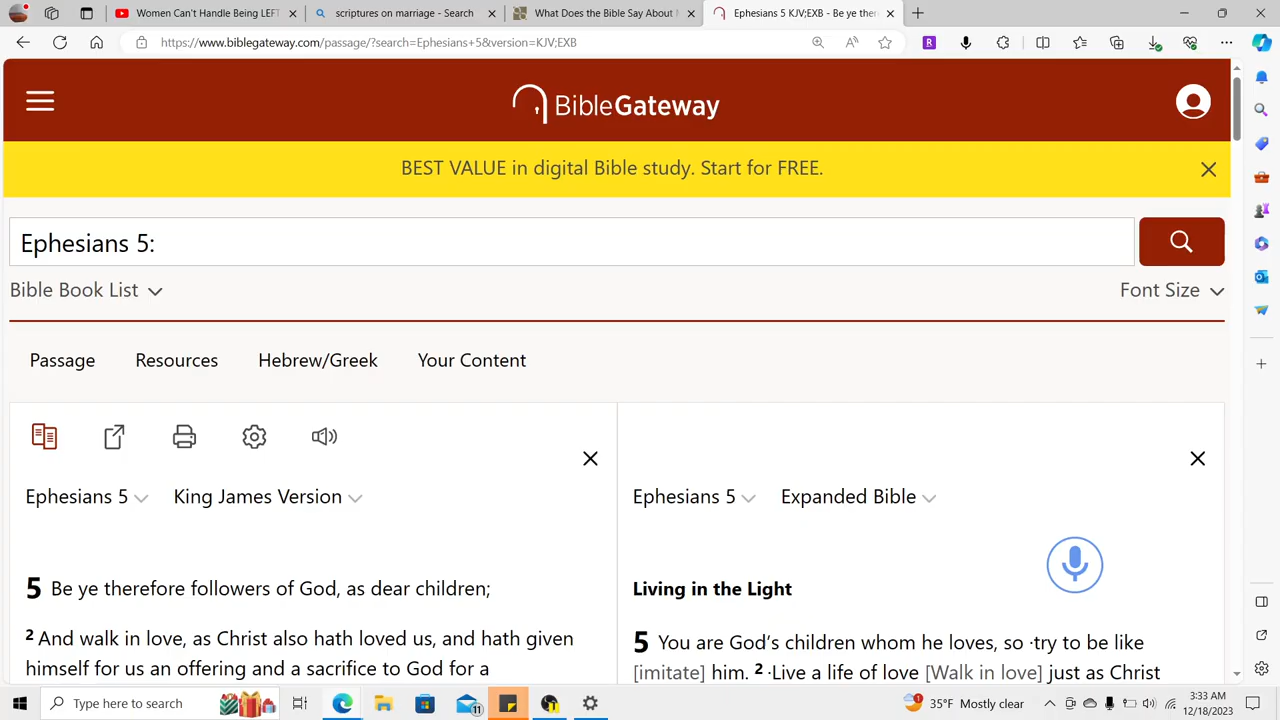 Women Can't Handle Being LEFT
scriptures on marriage - Search
What Does the Bible Say About M
Ephesians 5 KJV;EXB - Be ye ther
https://www.biblegateway.com/passage/?search=Ephesians+5&version=KJV;EXB
BibleGateway
BEST VALUE in digital Bible study. Start for FREE.
Ephesians 5:
Bible Book List
Font Size
Passage Resources Hebrew/Greek Your Content
Ephesians 5 King James Version
Ephesians 5 Expanded Bible
5 Be ye therefore followers of God, as dear children;
2 And walk in love, as Christ also hath loved us, and hath given
himself for us an offering and a sacrifice to God for a
Living in the Light
5 You are God's children whom he loves, so ·try to be like
[imitate] him. 2 ·Live a life of love [Walk in love] just as Christ
Type here to search
11
35°F Mostly clear
3:33 AM
12/18/2023